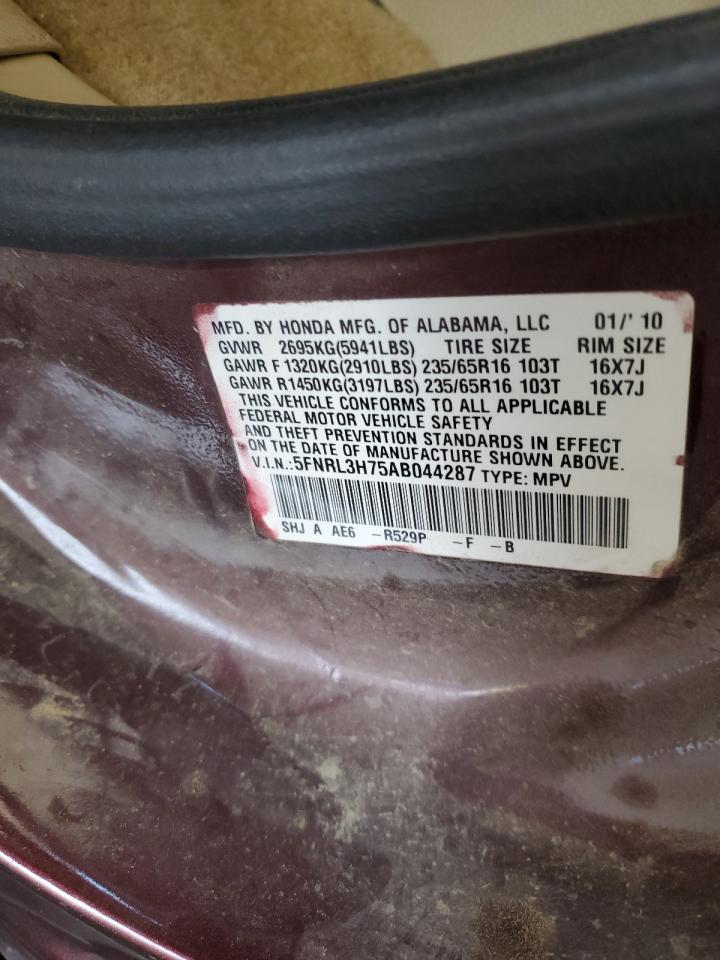 MFD. BY HONDA MFG. OF ALABAMA, LLC 01/' 10
GVWR 2695KG(5941LBS) TIRE SIZE RIM SIZE
GAWR F 1320KG(2910LBS) 235/65R16 103T 16X7J
GAWR R1450KG(3197LBS) 235/65R16 103T 16X7J
THIS VEHICLE CONFORMS TO ALL APPLICABLE
FEDERAL MOTOR VEHICLE SAFETY
AND THEFT PREVENTION STANDARDS IN EFFECT
ON THE DATE OF MANUFACTURE SHOWN ABOVE.
V.I.N.:5FNRL3H75AB044287 TYPE: MPV
SHJ A AE6 -R529P -F -B